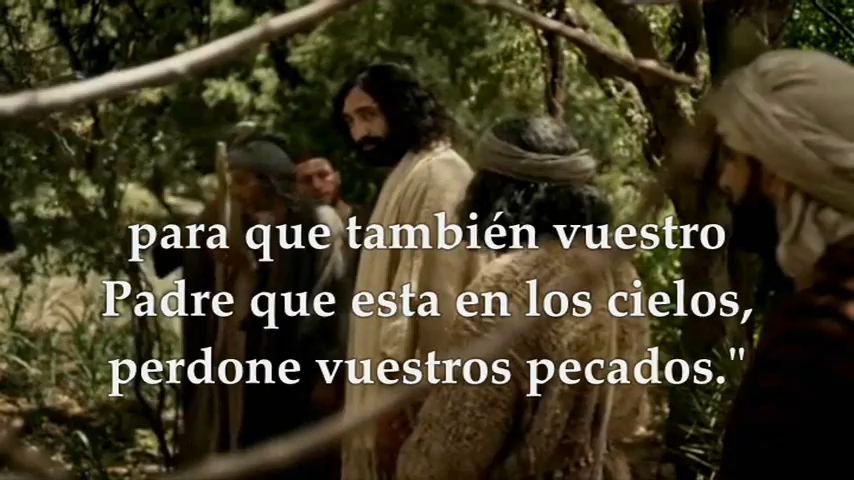 para que también vuestro
Padre que esta en los cielos,
perdone vuestros pecados."